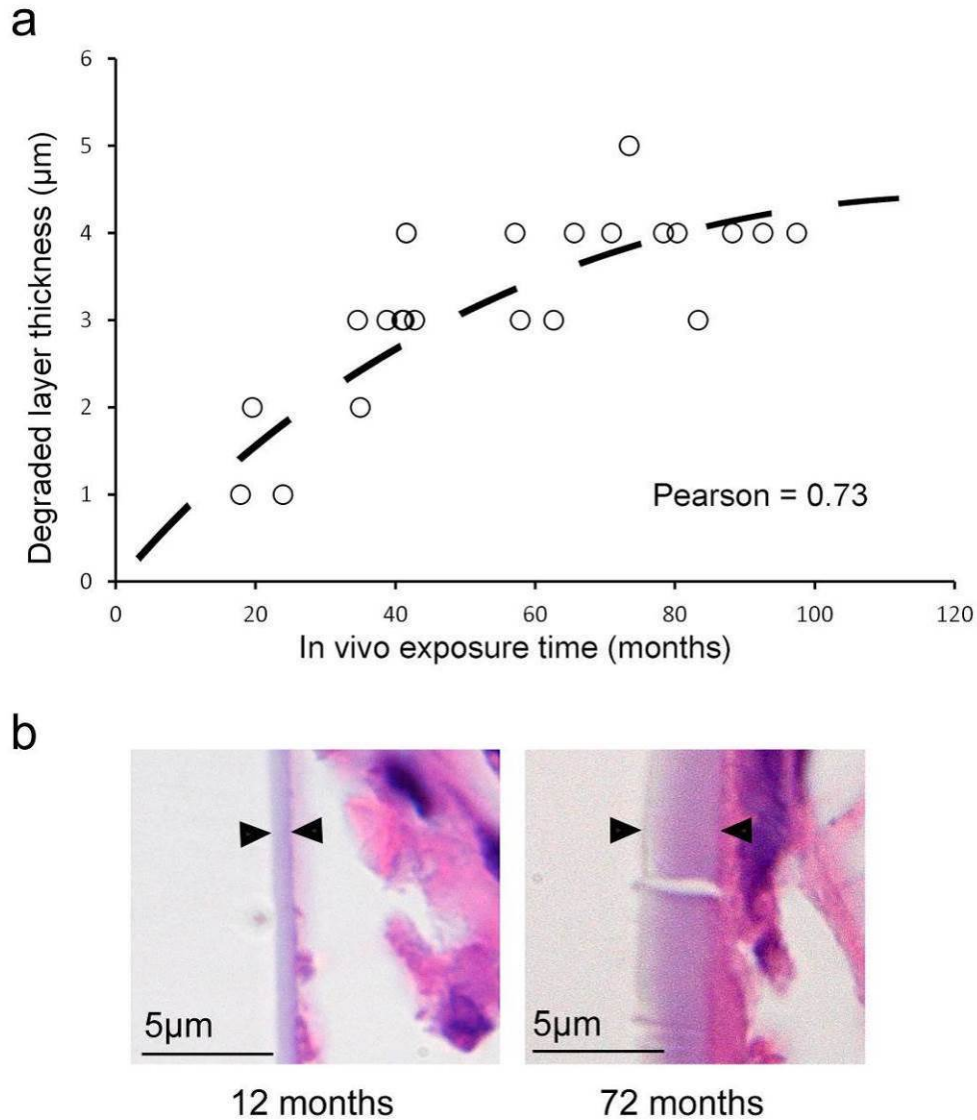 a
6
5
4
3
2
1
0
Degraded layer thickness (µm)
Pearson = 0.73
0 20 40 60 80 100 120
In vivo exposure time (months)
b
5µm 5µm
12 months 72 months